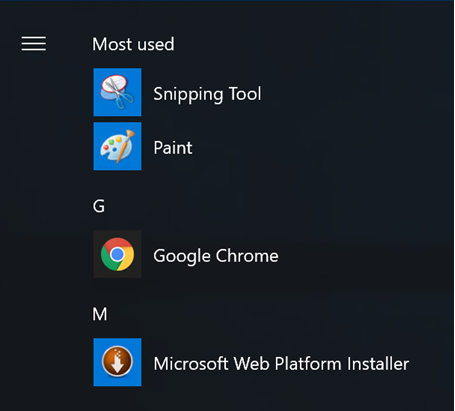 Most used
Snipping Tool
Paint
G
Google Chrome
M
Microsoft Web Platform Installer